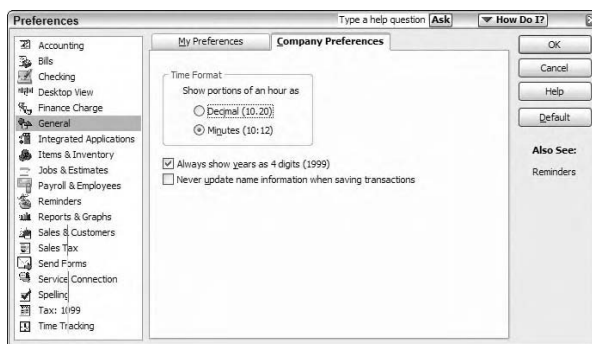 Preferences
Type a help question Ask
How Do I?
Accounting
Bills
Checking
Desktop View
Finance Charge
General
Integrated Applications
Items & Inventory
Jobs & Estimates
Payroll & Employees
Reminders
Reports & Graphs
Sales & Customers
Sales Tax
Send Forms
Service Connection
Spelling
Tax: 1099
Time Tracking
My Preferences
Company Preferences
Time Format
Show portions of an hour as
Decimal (10.20)
Minutes (10:12)
Always show years as 4 digits (1999)
Never update name information when saving transactions
OK
Cancel
Help
Default
Also See:
Reminders